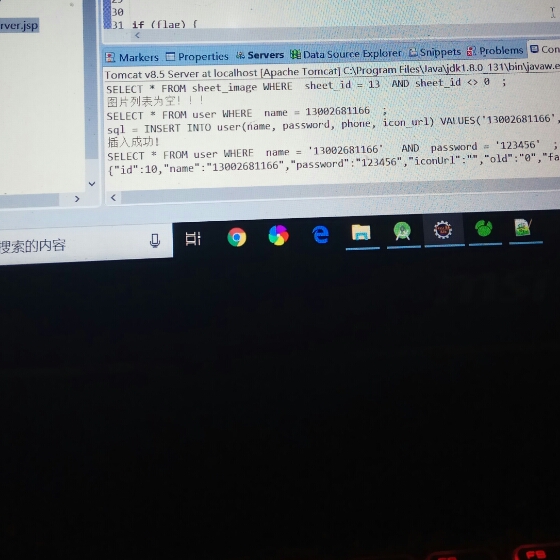 rver.jsp
30
31 if (flae) {
Markers Properties Servers Data Source Explorer Snippets Problems Con
Tomcat v8.5 Server at localhost [Apache Tomcat] C:\Program Files\Java\jdk1.8.0_131\bin\javaw.e
SELECT * FROM sheet_image WHERE sheet_id = 13 AND sheet_id <> 0 ;
图片列表为空！！！
SELECT * FROM user WHERE name = 13002681166 ;
sql = INSERT INTO user(name, password, phone, icon_url) VALUES('13002681166',
插入成功!
SELECT * FROM user WHERE name = '13002681166' AND password = '123456' ;
{"id":10,"name":"13002681166","password":"123456","iconUrl":"","old":"0","fa
搜索的内容
msi